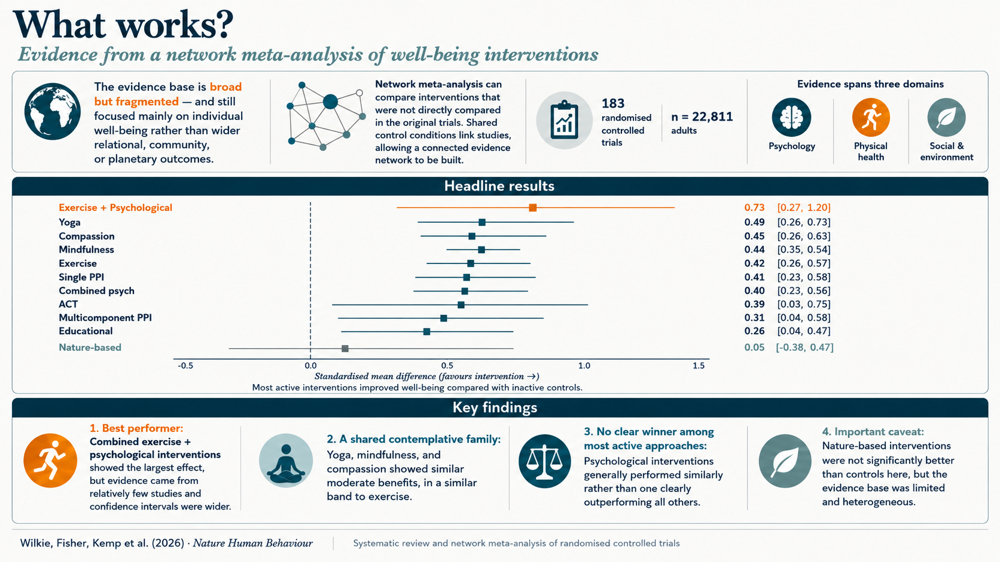 What works?
Evidence from a network meta-analysis of well-being interventions
The evidence base is broad
but fragmented — and still
focused mainly on individual
well-being rather than wider
relational, community,
or planetary outcomes.
Network meta-analysis can
compare interventions that
were not directly compared
in the original trials. Shared
control conditions link studies,
allowing a connected evidence
network to be built.
183
randomised
controlled
trials
n = 22,811
adults
Evidence spans three domains
Psychology
Physical
health
Social &
environment
Headline results
Exercise + Psychological 0.73 [0.27, 1.20]
Yoga 0.49 [0.26, 0.73]
Compassion 0.45 [0.26, 0.63]
Mindfulness 0.44 [0.35, 0.54]
Exercise 0.42 [0.26, 0.57]
Single PPI 0.41 [0.23, 0.58]
Combined psych 0.40 [0.23, 0.56]
ACT 0.39 [0.03, 0.75]
Multicomponent PPI 0.31 [0.04, 0.58]
Educational 0.26 [0.04, 0.47]
Nature-based 0.05 [-0.38, 0.47]
-0.5 0.0 0.5 1.0 1.5
Standardised mean difference (favours intervention →)
Most active interventions improved well-being compared with inactive controls.
Key findings
1. Best performer:
Combined exercise +
psychological interventions
showed the largest effect,
but evidence came from
relatively few studies and
confidence intervals were wider.
2. A shared contemplative family:
Yoga, mindfulness, and
compassion showed similar
moderate benefits, in a similar
band to exercise.
3. No clear winner among
most active approaches:
Psychological interventions
generally performed similarly
rather than one clearly
outperforming all others.
4. Important caveat:
Nature-based interventions
were not significantly better
than controls here, but the
evidence base was limited
and heterogeneous.
Wilkie, Fisher, Kemp et al. (2026) · Nature Human Behaviour
Systematic review and network meta-analysis of randomised controlled trials